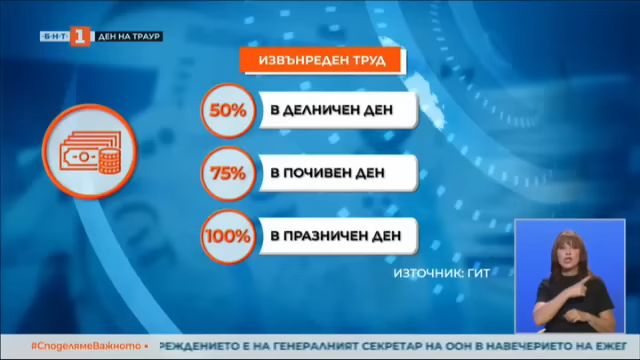 БНТ 1 ДЕН НА ТРАУР
ИЗВЪНРЕДЕН ТРУД
50% В ДЕЛНИЧЕН ДЕН
75% В ПОЧИВЕН ДЕН
100% В ПРАЗНИЧЕН ДЕН
ИЗТОЧНИК: ГИТ
#СподелямеВажното • РЕЖДЕНИЕТО Е НА ГЕНЕРАЛНИЯТ СЕКРЕТАР НА ООН В НАВЕЧЕРИЕТО НА ЕЖЕГ